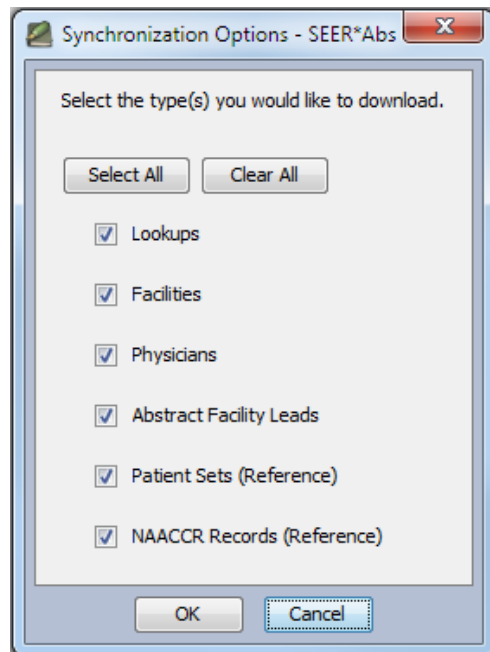 Synchronization Options - SEER*Abs
Select the type(s) you would like to download.
Select All Clear All
Lookups
Facilities
Physicians
Abstract Facility Leads
Patient Sets (Reference)
NAACCR Records (Reference)
OK Cancel